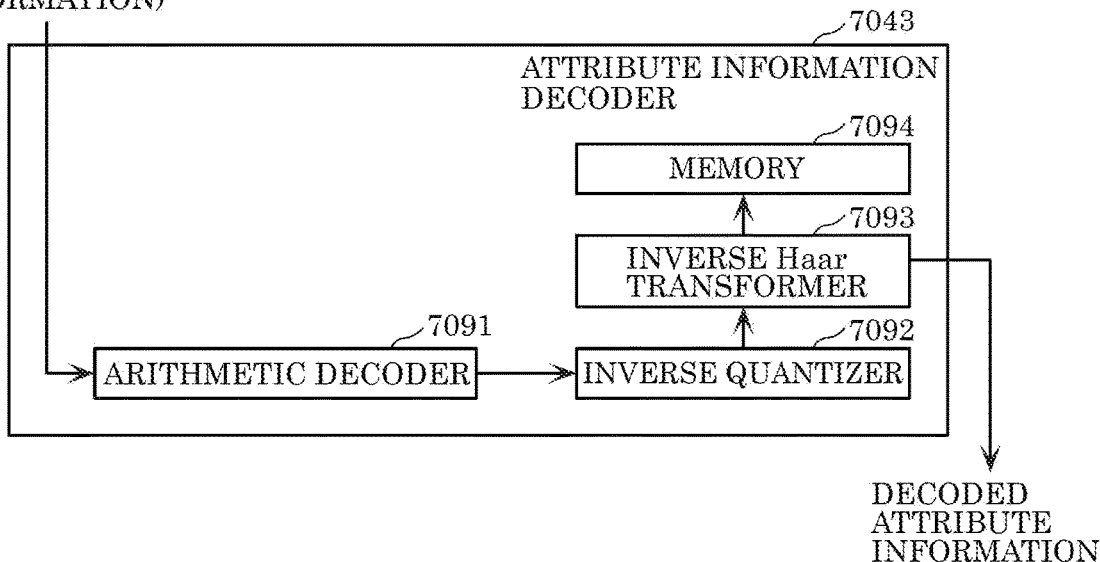 7043
ATTRIBUTE INFORMATION
DECODER
7094
MEMORY
7093
INVERSE Haar
TRANSFORMER
7091
7092
ARITHMETIC DECODER
INVERSE QUANTIZER
DECODED
ATTRIBUTE
INFORMATION